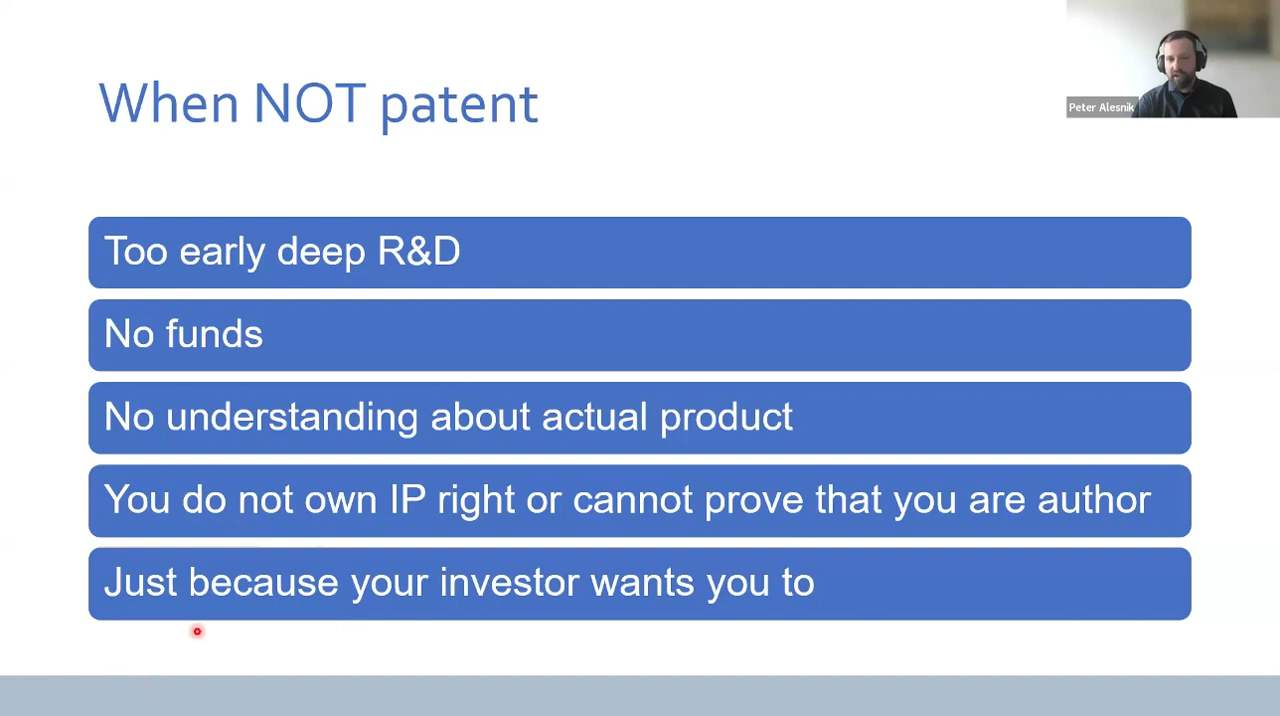 When NOT patent
Peter Alesnik
Too early deep R&D
No funds
No understanding about actual product
You do not own IP right or cannot prove that you are author
Just because your investor wants you to